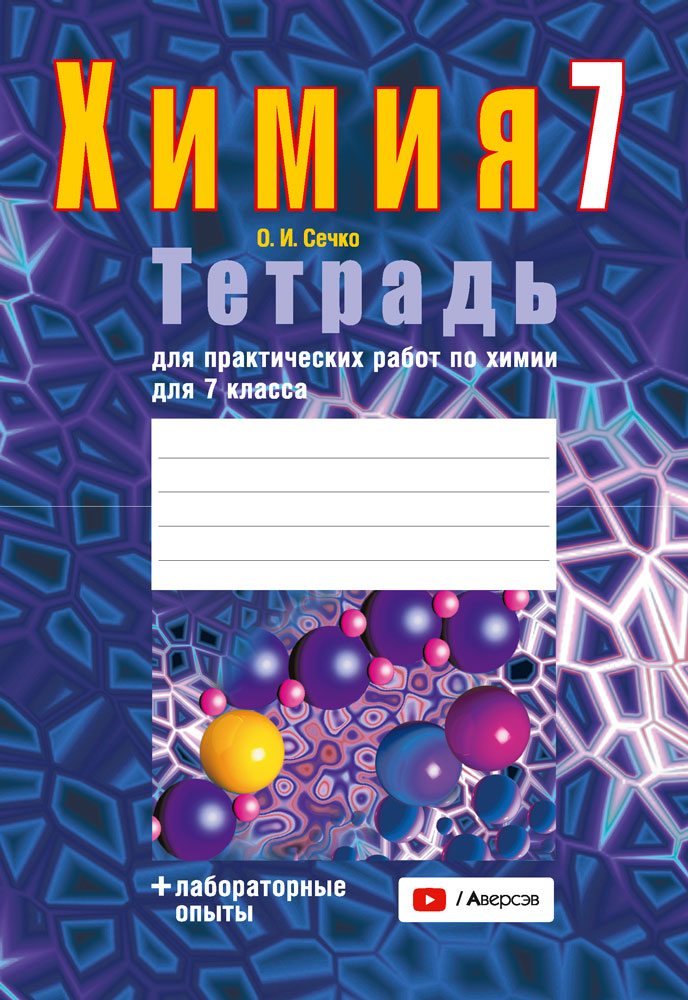 Химия 7
О. И. Сечко
Тетрадь
для практических работ по химии
для 7 класса
+лабораторные
опыты
/ Аверсэв